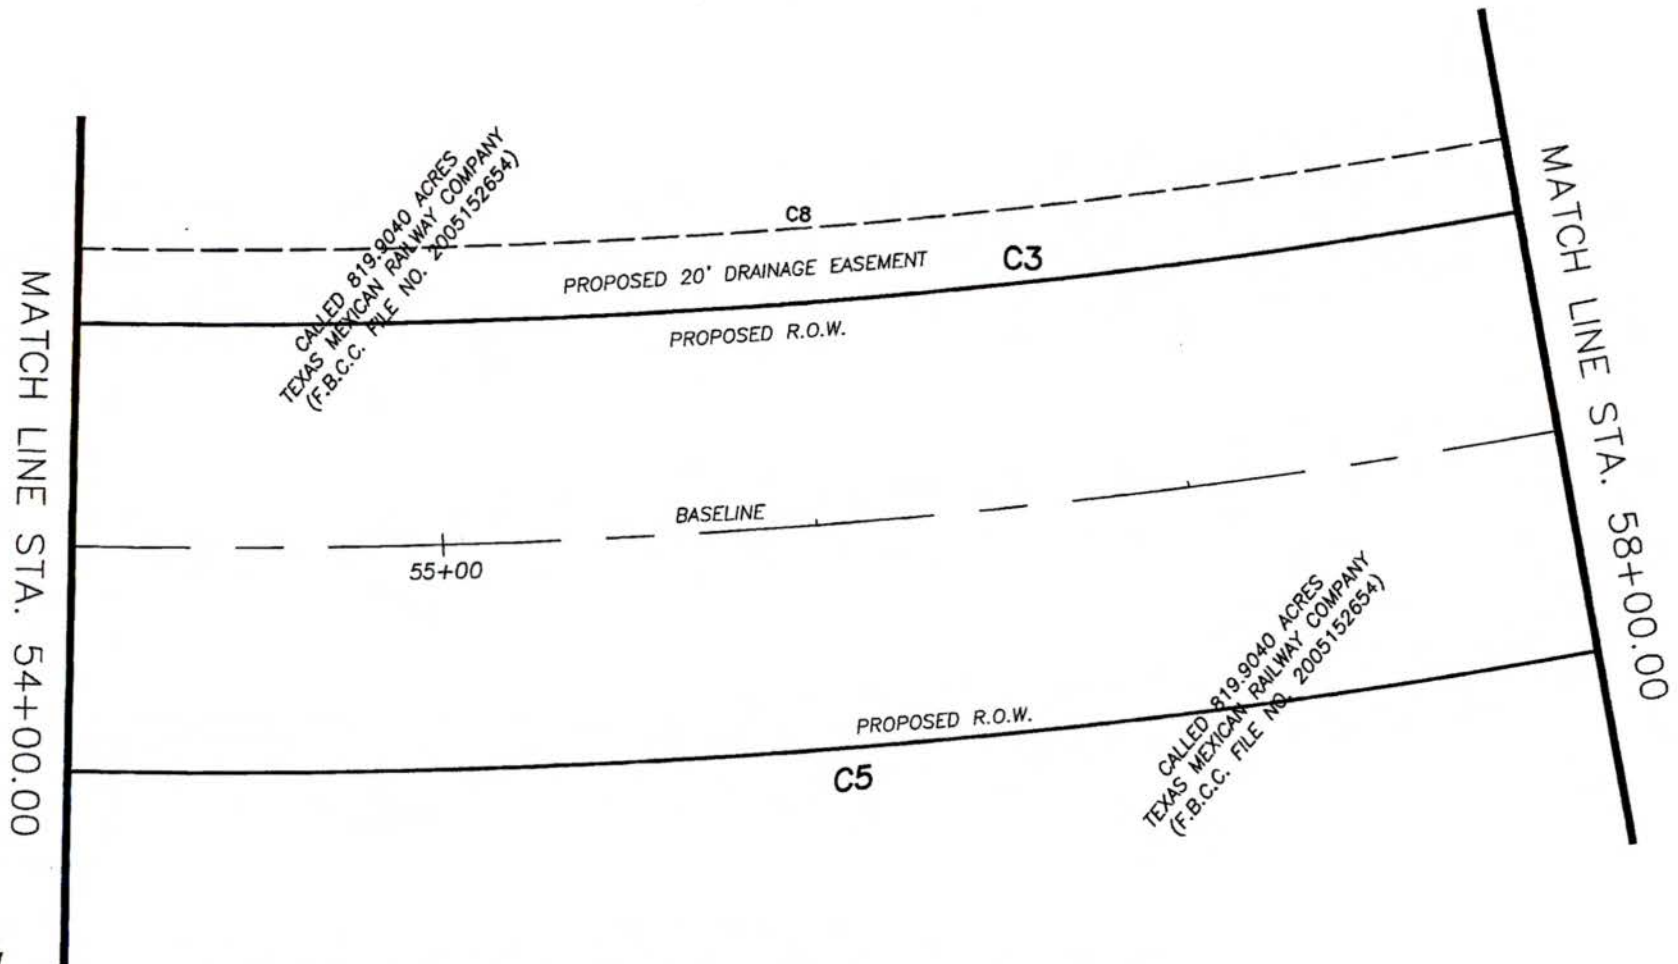 CALLED 819.9040 ACRES
TEXAS MEXICAN RAILWAY COMPANY
(F.B.C.C. FILE NO. 2005152654)
C8
PROPOSED 20' DRAINAGE EASEMENT
C3
PROPOSED R.O.W.
MATCH LINE STA. 54+00.00
MATCH LINE STA. 58+00.00
BASELINE
55+00
CALLED 819.9040 ACRES
TEXAS MEXICAN RAILWAY COMPANY
(F.B.C.C. FILE NO. 2005152654)
PROPOSED R.O.W.
C5